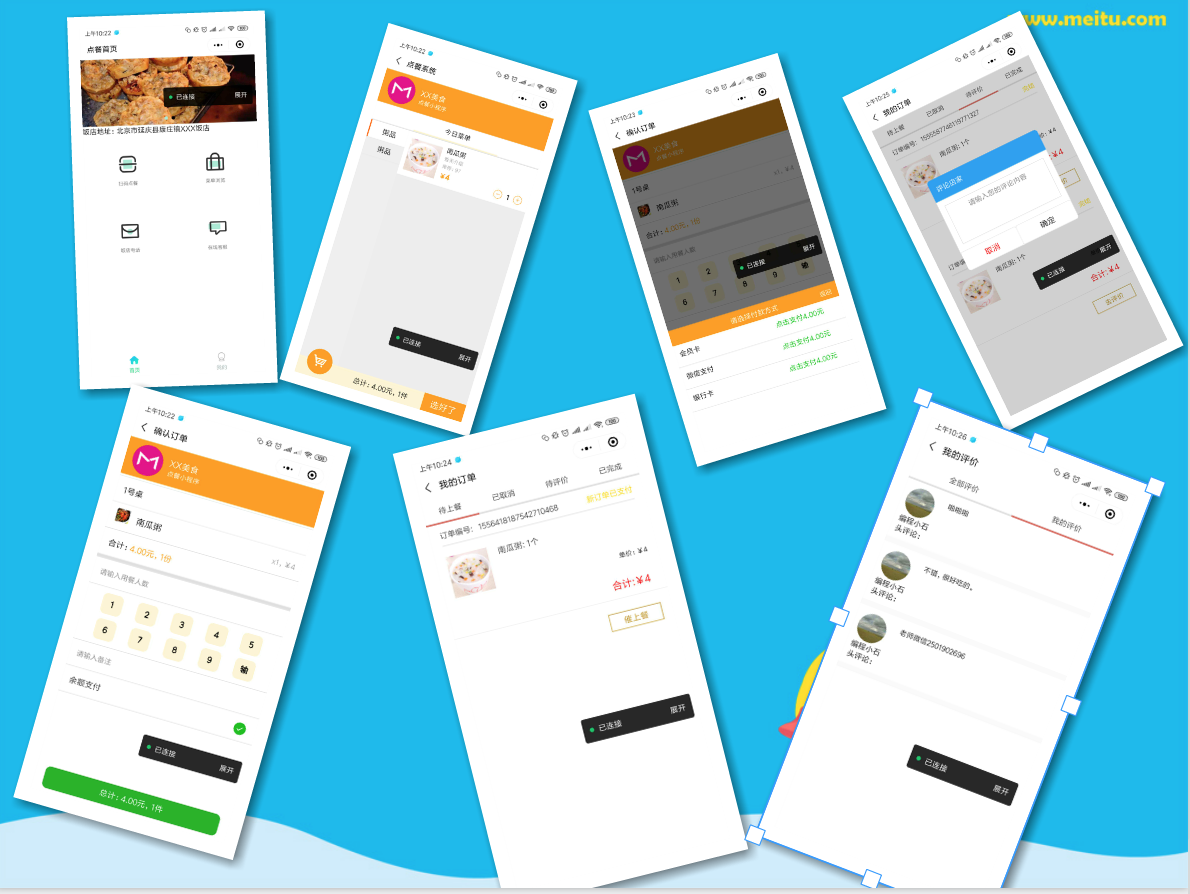 www.meitu.com
上午10:22
点餐首页
已连接
展开
饭店地址：北京市延庆县康庄镇XXX饭店
扫码点餐
菜单浏览
在线客服
首页
我的
上午10:22
点餐系统
XX美食
点餐小程序
粥品
今日菜单
粥品
南瓜粥
¥4
1
已连接
展开
总计：4.00元，1件
选好了
上午10:23
确认订单
XX美食
点餐小程序
1号桌
x1，¥4
南瓜粥
合计：4.00元，1份
请输入用餐人数
1
2
8
9
输
6
7
已连接
展开
请选择付款方式
会员卡
点击支付4.00元
微信支付
点击支付4.00元
银行卡
点击支付4.00元
上午10:25
我的订单
待上餐
已取消
待评价
已完成
订单编号：1555587746119771327
南瓜粥：1个
评论店家
请输入您的评论内容
取消
确定
南瓜粥：1个
已连接
展开
合计：¥4
去评价
上午10:22
确认订单
XX美食
点餐小程序
1号桌
南瓜粥
x1，¥4
合计：4.00元，1份
请输入用餐人数
1
2
3
4
5
6
7
8
9
输
请输入备注
余额支付
已连接
展开
总计：4.00元，1件
上午10:24
我的订单
待上餐
已取消
待评价
已完成
订单编号：1556418187542710468
新订单已支付
南瓜粥：1个
单价：¥4
合计：¥4
催上餐
已连接
展开
上午10:26
我的评价
全部评价
我的评价
编程小石
头评论：
啪啪啪
编程小石
头评论：
不错，很好吃的。
编程小石
头评论：
老师微信2501902696
已连接
展开